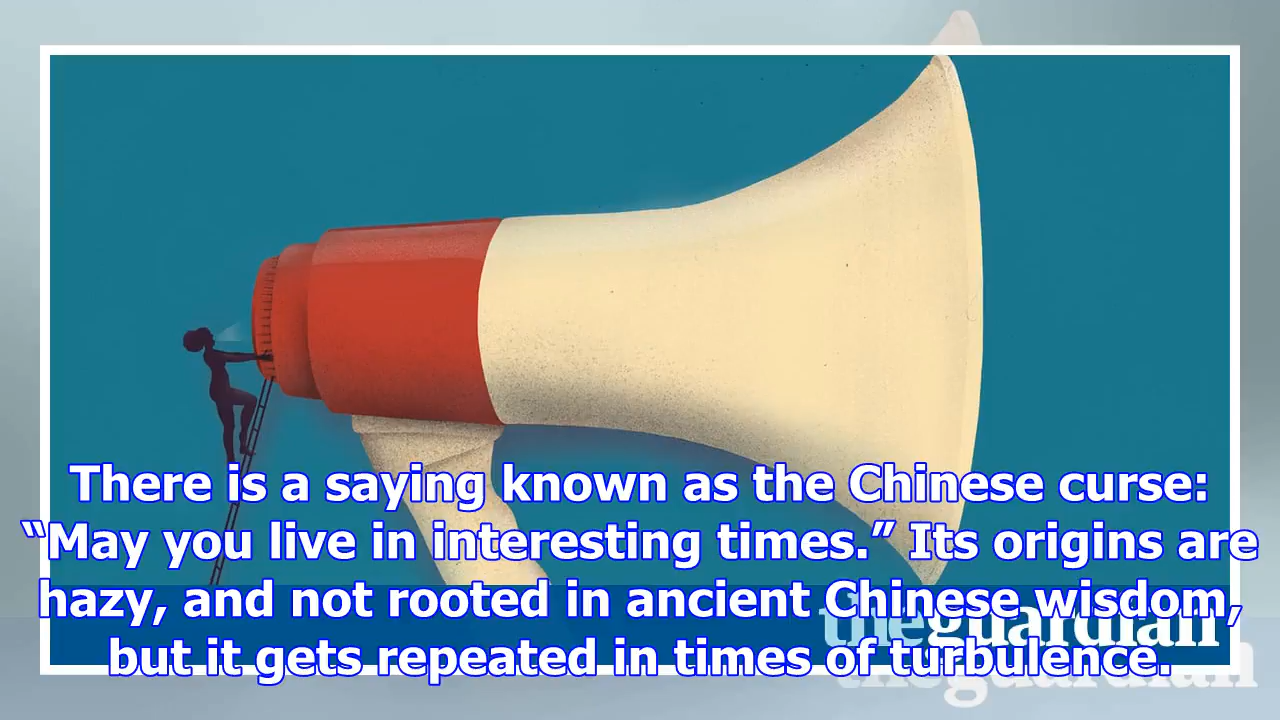 There is a saying known as the Chinese curse:
“May you live in interesting times.” Its origins are
hazy, and not rooted in ancient Chinese wisdom,
but it gets repeated in times of turbulence.
theguardian
theguardian